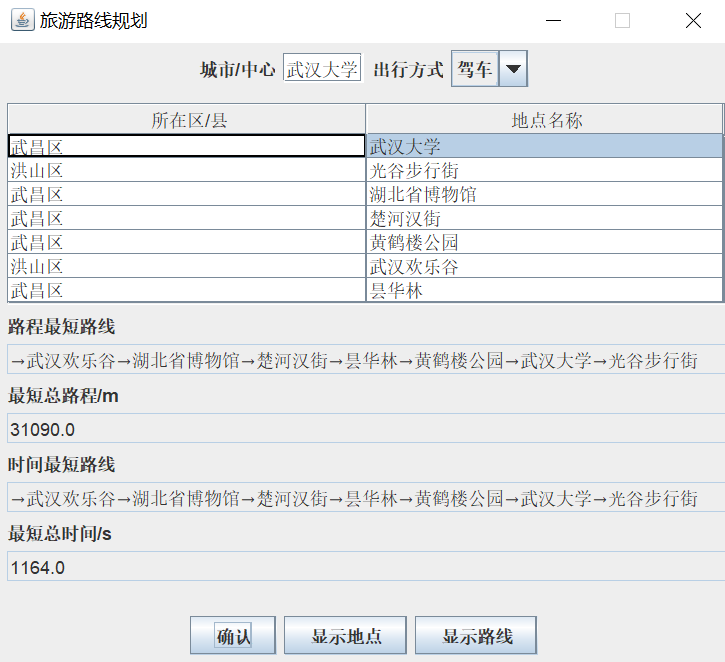 旅游路线规划
城市/中心 武汉大学 出行方式 驾车
所在区/县 地点名称
武昌区 武汉大学
洪山区 光谷步行街
武昌区 湖北省博物馆
武昌区 楚河汉街
武昌区 黄鹤楼公园
洪山区 武汉欢乐谷
武昌区 昙华林
路程最短路线
→武汉欢乐谷→湖北省博物馆→楚河汉街→昙华林→黄鹤楼公园→武汉大学→光谷步行街
最短总路程/m
31090.0
时间最短路线
→武汉欢乐谷→湖北省博物馆→楚河汉街→昙华林→黄鹤楼公园→武汉大学→光谷步行街
最短总时间/s
1164.0
确认 显示地点 显示路线